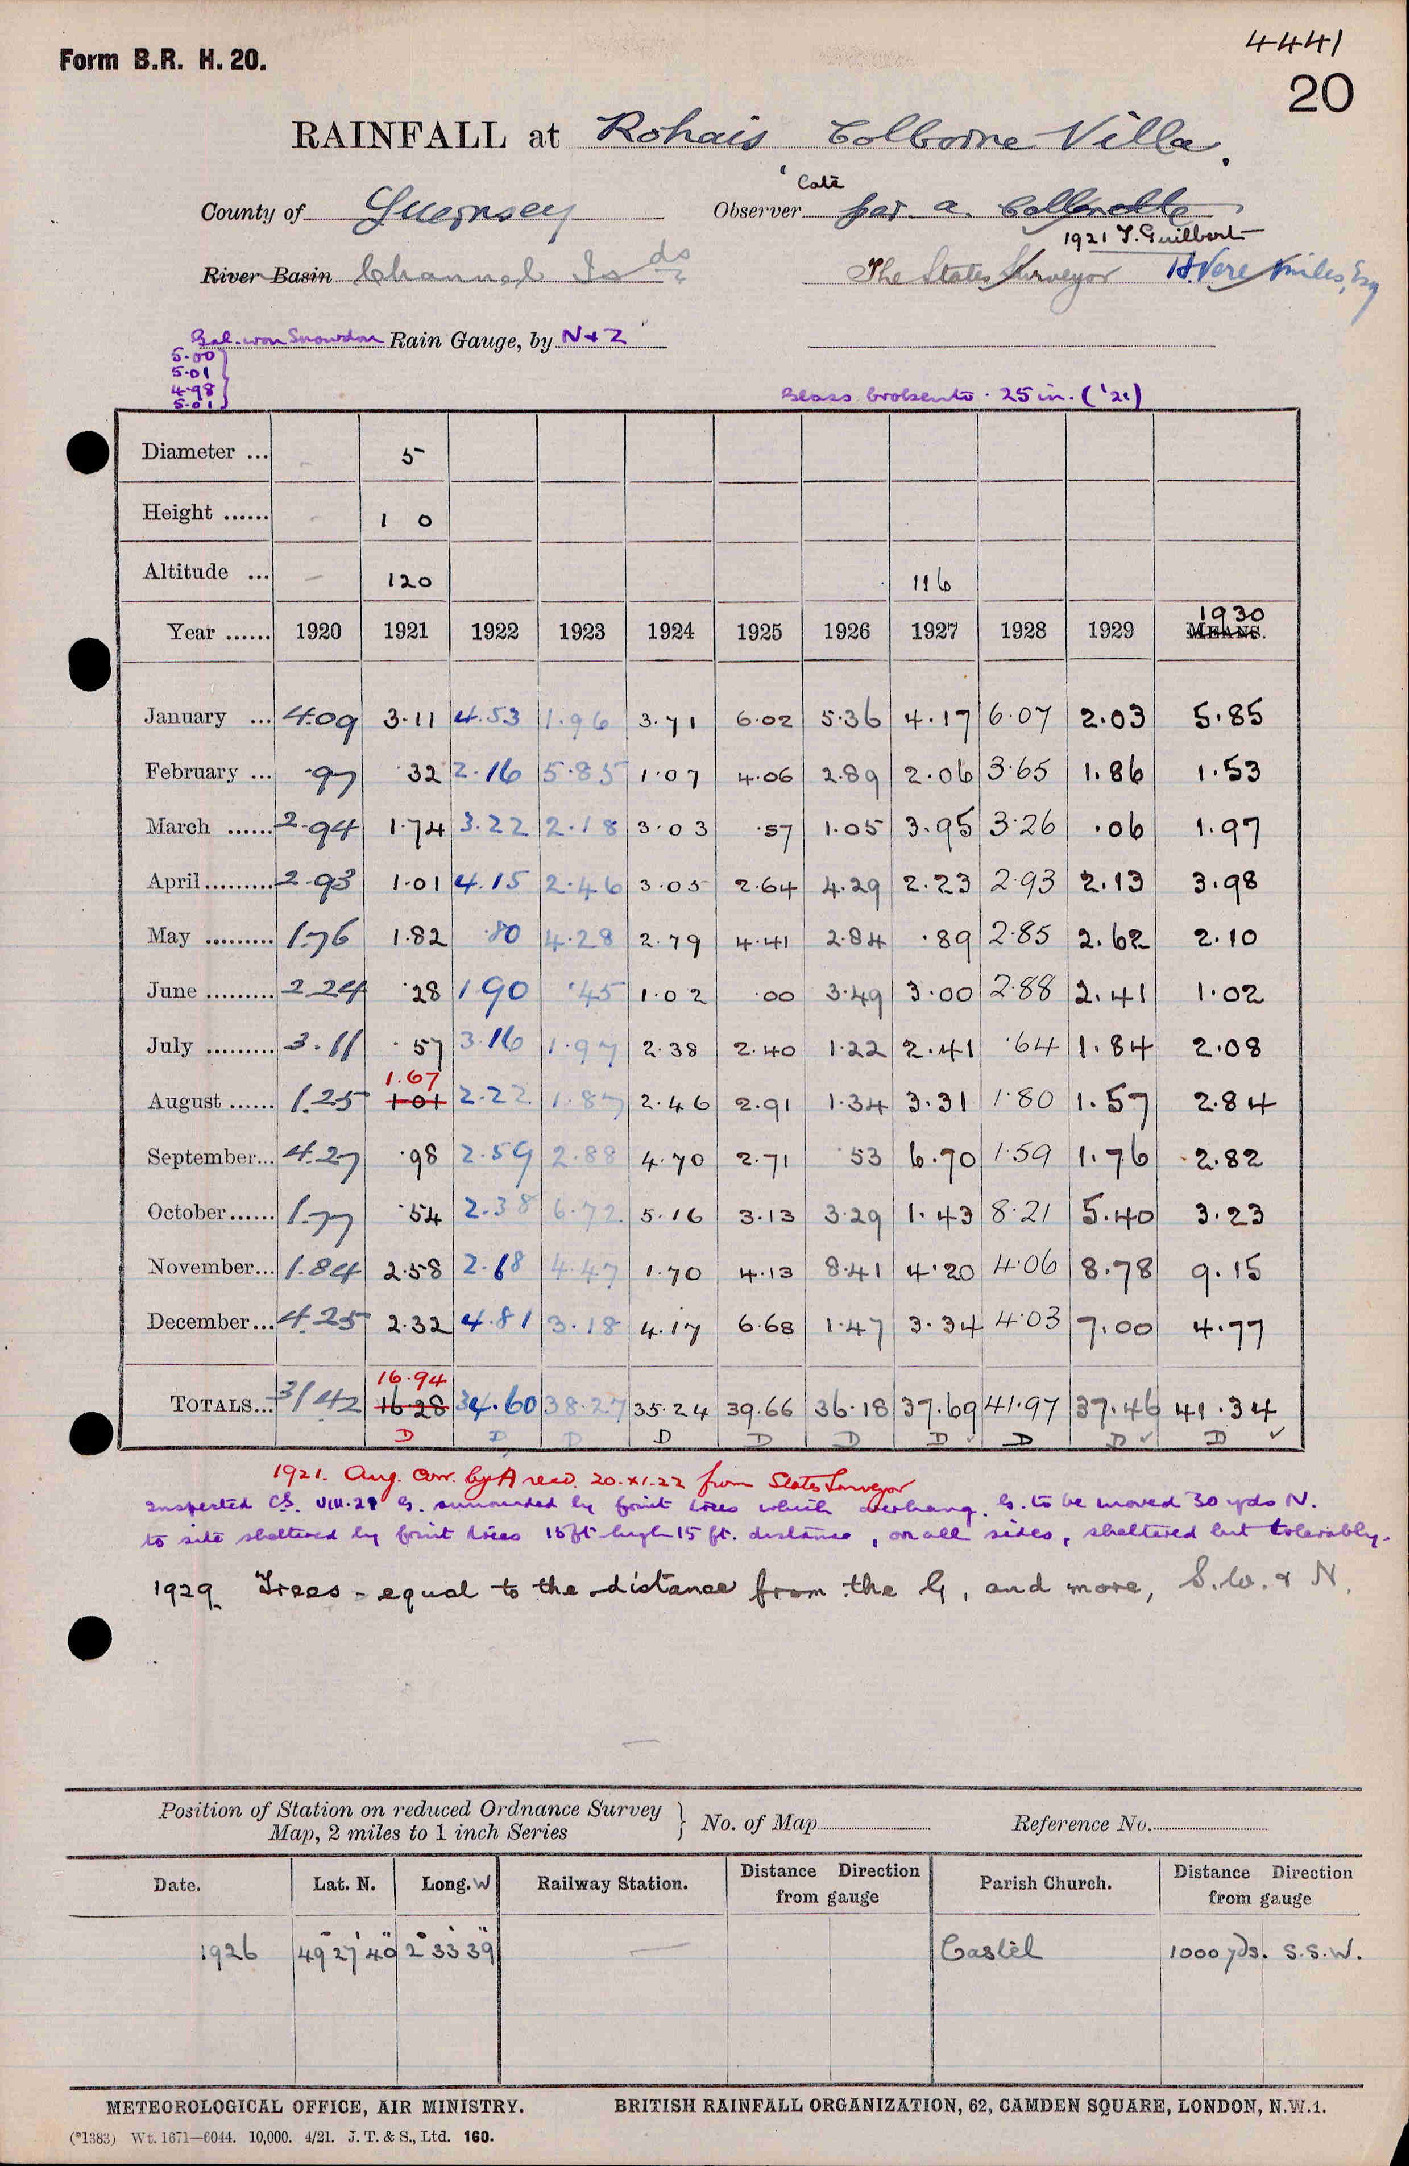 4441
Form B.R. H. 20.
20
RAINFALL at Rohais Colborne Villa.
Late
County of Guernsey Observer A. Collenette
1921 T. Guilbert
River Basin Channel Is ds The States Surveyor H Vere Miles, Esq
Snowdon Rain Gauge, by N & Z
5.00
5.01
4.98
5.01
25 in. ('21)
Diameter ... - 5
Height ...... - 1 0
Altitude ... - 120 116
Year ...... 1920 1921 1922 1923 1924 1925 1926 1927 1928 1929 MEANS. 1930
January ... 4.09 3.11 4.53 1.96 3.71 6.02 5.36 4.17 6.07 2.03 5.85
February ... .97 .32 2.16 5.85 1.07 4.06 2.89 2.06 3.65 1.86 1.53
March ...... 2.94 1.74 3.22 2.18 3.03 .57 1.05 3.95 3.26 .06 1.97
April ......... 2.93 1.01 4.15 2.46 3.05 2.64 4.29 2.23 2.93 2.13 3.98
May ......... 1.76 1.82 .80 4.28 2.79 4.41 2.84 .89 2.85 2.62 2.10
June ......... 2.24 .28 1.90 .45 1.02 .00 3.49 3.00 2.88 2.41 1.02
July ......... 3.11 .57 3.16 1.97 2.38 2.40 1.22 2.41 .64 1.84 2.08
1.67
August ...... 1.25 1.01 2.22 1.87 2.46 2.91 1.34 3.31 1.80 1.57 2.84
September... 4.27 .98 2.59 2.88 4.70 2.71 .53 6.70 1.59 1.76 2.82
October ...... 1.77 .54 2.38 6.72 5.16 3.13 3.29 1.43 8.21 5.40 3.23
November... 1.84 2.58 2.68 4.47 1.70 4.13 8.41 4.20 4.06 8.78 9.15
December ... 4.25 2.32 4.81 3.18 4.17 6.68 1.47 3.34 4.03 7.00 4.77
16.94
TOTALS... 31.42 16.28 34.60 38.27 35.24 39.66 36.18 37.69 41.97 37.46 41.34
D D D D D D D ✓ D D ✓ D ✓
1921. Aug. Corr. by A recd. 20.XI.22 from States Surveyor
Inspected C.S. VIII.29 G. surrounded by fruit trees which overhang. G. to be moved 30 yds N.
to site sheltered by fruit trees 15ft high 15 ft. distance, on all sides, sheltered but tolerably.
1929 Trees - equal to the distance from the G, and more, S.W. & N.
Position of Station on reduced Ordnance Survey Map, 2 miles to 1 inch Series } No. of Map Reference No.
Date. Lat. N. Long. W Railway Station. Distance Direction from gauge Parish Church. Distance Direction from gauge
1926 49° 27' 40" 2° 33' 39" — Castel 1000 yds. S.S.W.
METEOROLOGICAL OFFICE, AIR MINISTRY. BRITISH RAINFALL ORGANIZATION, 62, CAMDEN SQUARE, LONDON, N.W.1.
(*1383) Wt. 1671—6044. 10,000. 4/21. J. T. & S., Ltd. 160.